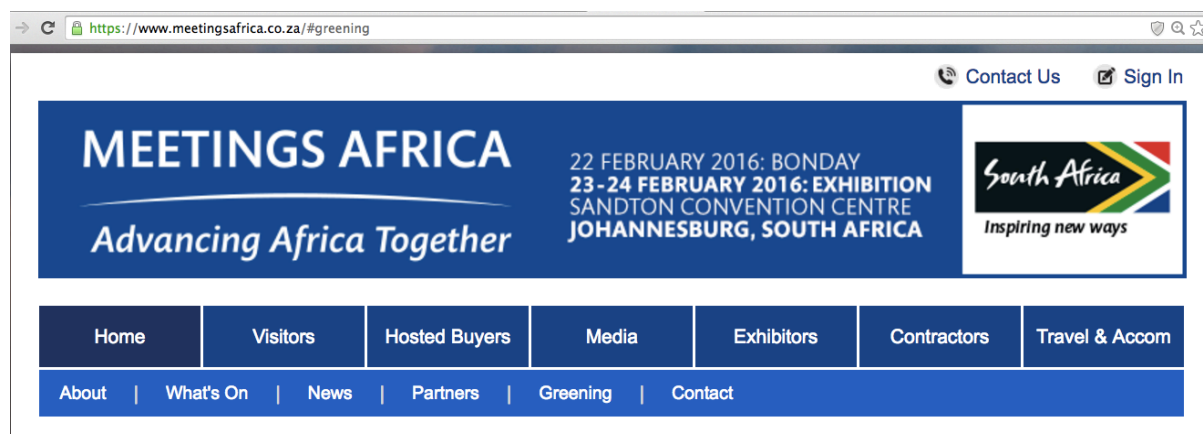 https://www.meetingsafrica.co.za/#greening
Contact Us Sign In
MEETINGS AFRICA
Advancing Africa Together
22 FEBRUARY 2016: BONDAY
23-24 FEBRUARY 2016: EXHIBITION
SANDTON CONVENTION CENTRE
JOHANNESBURG, SOUTH AFRICA
South Africa
Inspiring new ways
Home Visitors Hosted Buyers Media Exhibitors Contractors Travel & Accom
About | What's On | News | Partners | Greening | Contact